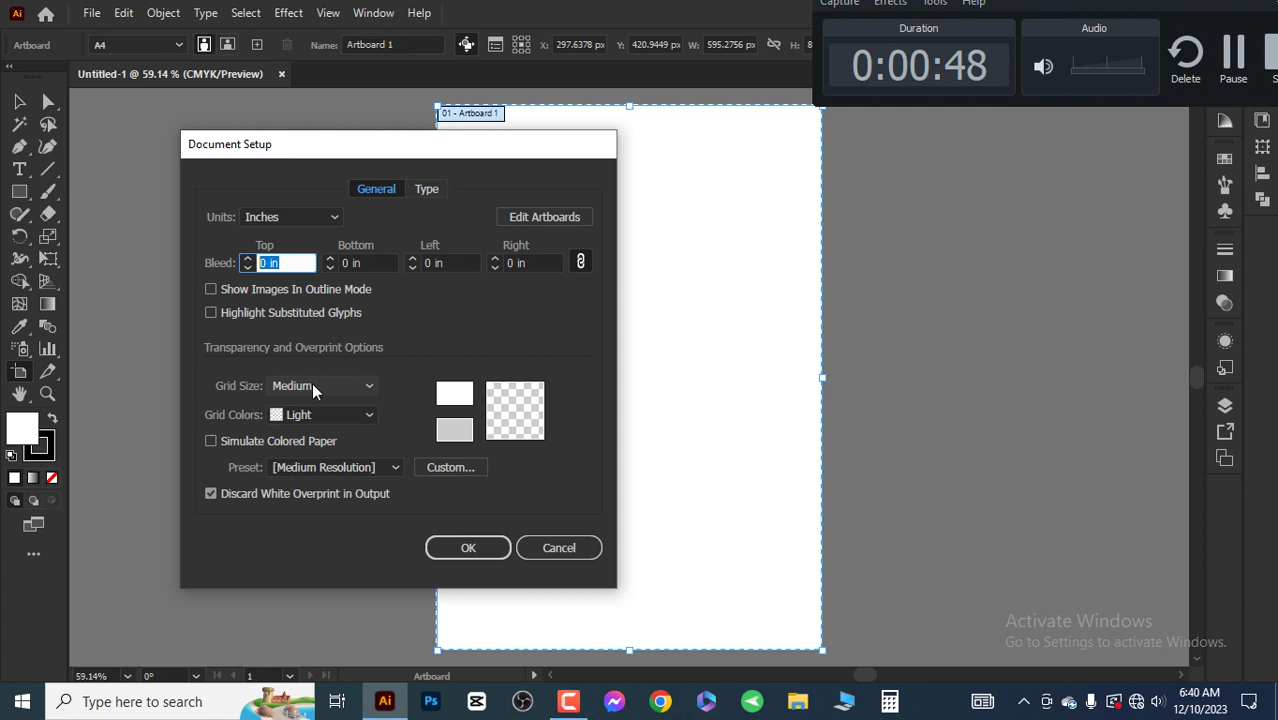 Capture Effects Tools Help
Ai File Edit Object Type Select Effect View Window Help
Duration Audio
0:00:48
Delete Pause
Artboard A4 Name: Artboard 1 X: 297.6378 px Y: 420.9449 px W: 595.2756 px H: 8
Untitled-1 @ 59.14 % (CMYK/Preview) ×
01 - Artboard 1
Document Setup
General Type
Units: Inches Edit Artboards
Top Bottom Left Right
Bleed: 0 in 0 in 0 in 0 in
Show Images In Outline Mode
Highlight Substituted Glyphs
Transparency and Overprint Options
Grid Size: Medium
Grid Colors: Light
Simulate Colored Paper
Preset: [Medium Resolution] Custom...
Discard White Overprint in Output
OK Cancel
Activate Windows
Go to Settings to activate Windows.
59.14% 0° 1 Artboard
Type here to search Ai Ps
6:40 AM
12/10/2023